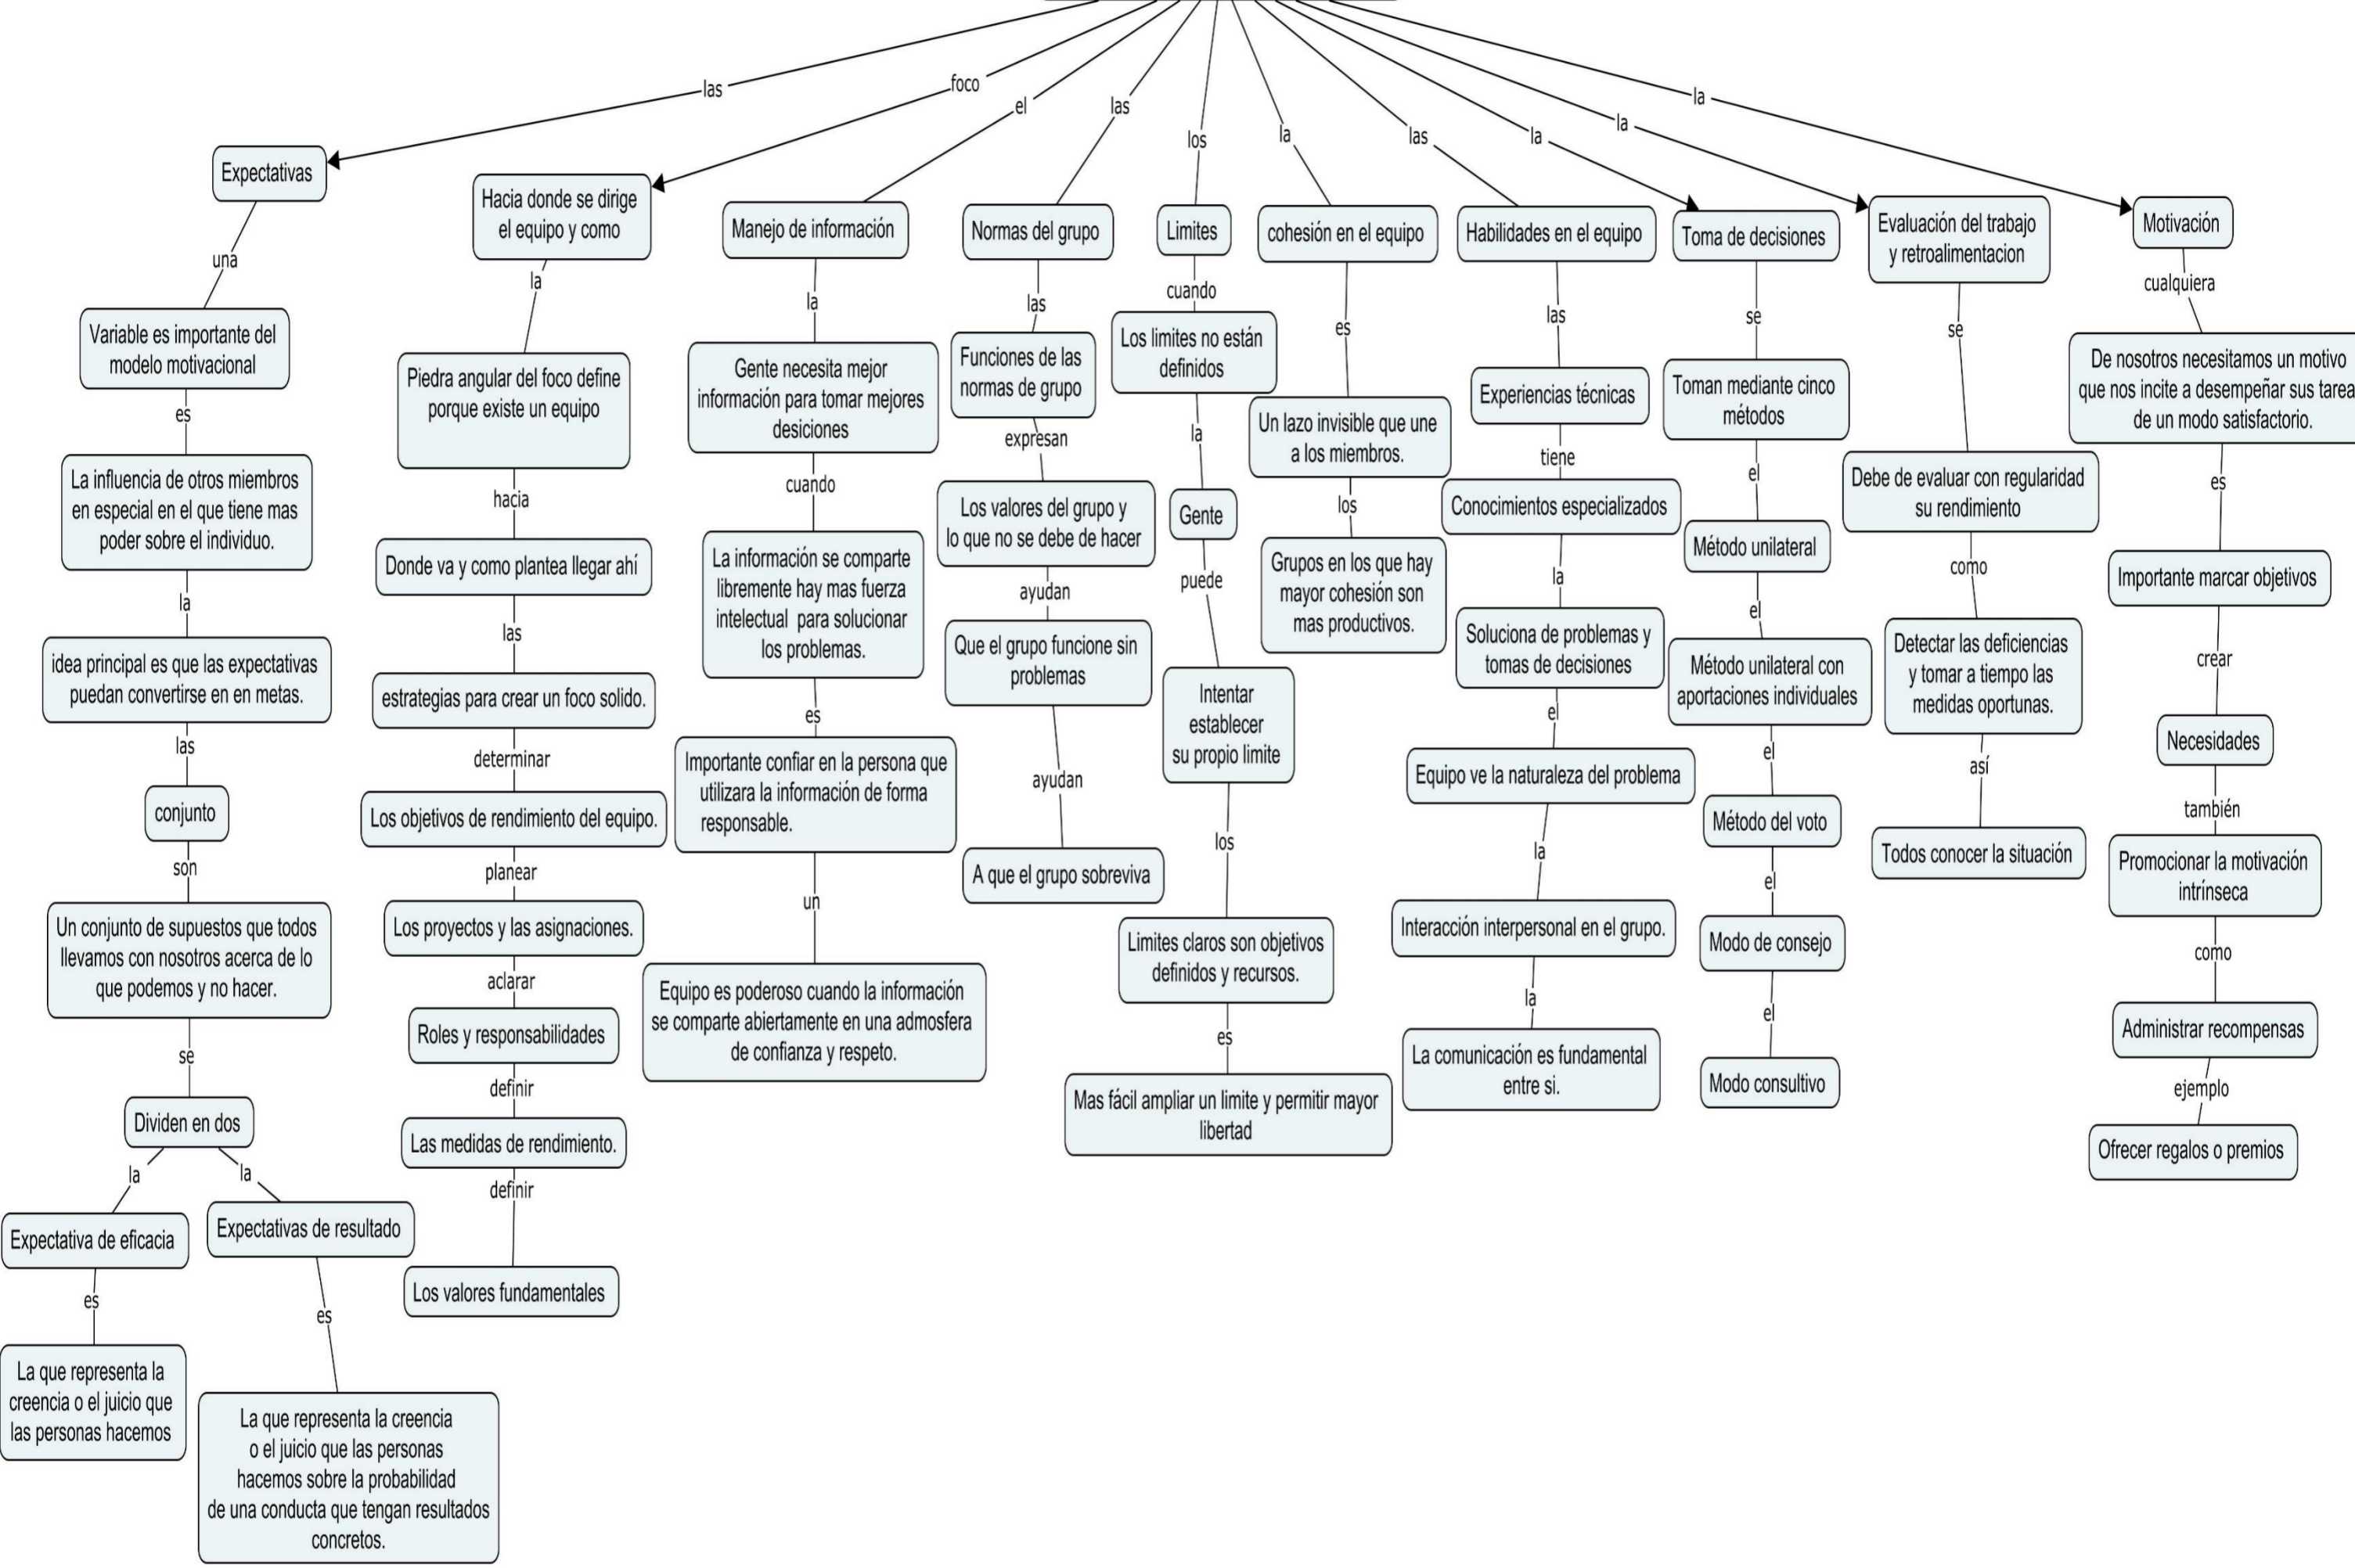 las
foco
el
las
los
la
las
la
la
la
Expectativas
una
Variable es importante del
modelo motivacional
es
La influencia de otros miembros
en especial en el que tiene mas
poder sobre el individuo.
la
idea principal es que las expectativas
puedan convertirse en en metas.
las
conjunto
son
Un conjunto de supuestos que todos
llevamos con nosotros acerca de lo
que podemos y no hacer.
se
Dividen en dos
la
la
Expectativa de eficacia
es
La que representa la
creencia o el juicio que
las personas hacemos
Expectativas de resultado
es
La que representa la creencia
o el juicio que las personas
hacemos sobre la probabilidad
de una conducta que tengan resultados
concretos.
Hacia donde se dirige
el equipo y como
la
Piedra angular del foco define
porque existe un equipo
hacia
Donde va y como plantea llegar ahí
las
estrategias para crear un foco solido.
determinar
Los objetivos de rendimiento del equipo.
planear
Los proyectos y las asignaciones.
aclarar
Roles y responsabilidades
definir
Las medidas de rendimiento.
definir
Los valores fundamentales
Manejo de información
la
Gente necesita mejor
información para tomar mejores
desiciones
cuando
La información se comparte
libremente hay mas fuerza
intelectual para solucionar
los problemas.
es
Importante confiar en la persona que
utilizara la información de forma
responsable.
un
Equipo es poderoso cuando la información
se comparte abiertamente en una admosfera
de confianza y respeto.
Normas del grupo
las
Funciones de las
normas de grupo
expresan
Los valores del grupo y
lo que no se debe de hacer
ayudan
Que el grupo funcione sin
problemas
ayudan
A que el grupo sobreviva
Limites
cuando
Los limites no están
definidos
la
Gente
puede
Intentar
establecer
su propio limite
los
Limites claros son objetivos
definidos y recursos.
es
Mas fácil ampliar un limite y permitir mayor
libertad
cohesión en el equipo
es
Un lazo invisible que une
a los miembros.
los
Grupos en los que hay
mayor cohesión son
mas productivos.
Habilidades en el equipo
las
Experiencias técnicas
tiene
Conocimientos especializados
la
Soluciona de problemas y
tomas de decisiones
el
Equipo ve la naturaleza del problema
la
Interacción interpersonal en el grupo.
la
La comunicación es fundamental
entre si.
Toma de decisiones
se
Toman mediante cinco
métodos
el
Método unilateral
el
Método unilateral con
aportaciones individuales
el
Método del voto
el
Modo de consejo
el
Modo consultivo
Evaluación del trabajo
y retroalimentacion
se
Debe de evaluar con regularidad
su rendimiento
como
Detectar las deficiencias
y tomar a tiempo las
medidas oportunas.
así
Todos conocer la situación
Motivación
cualquiera
De nosotros necesitamos un motivo
que nos incite a desempeñar sus tarea
de un modo satisfactorio.
es
Importante marcar objetivos
crear
Necesidades
también
Promocionar la motivación
intrínseca
como
Administrar recompensas
ejemplo
Ofrecer regalos o premios